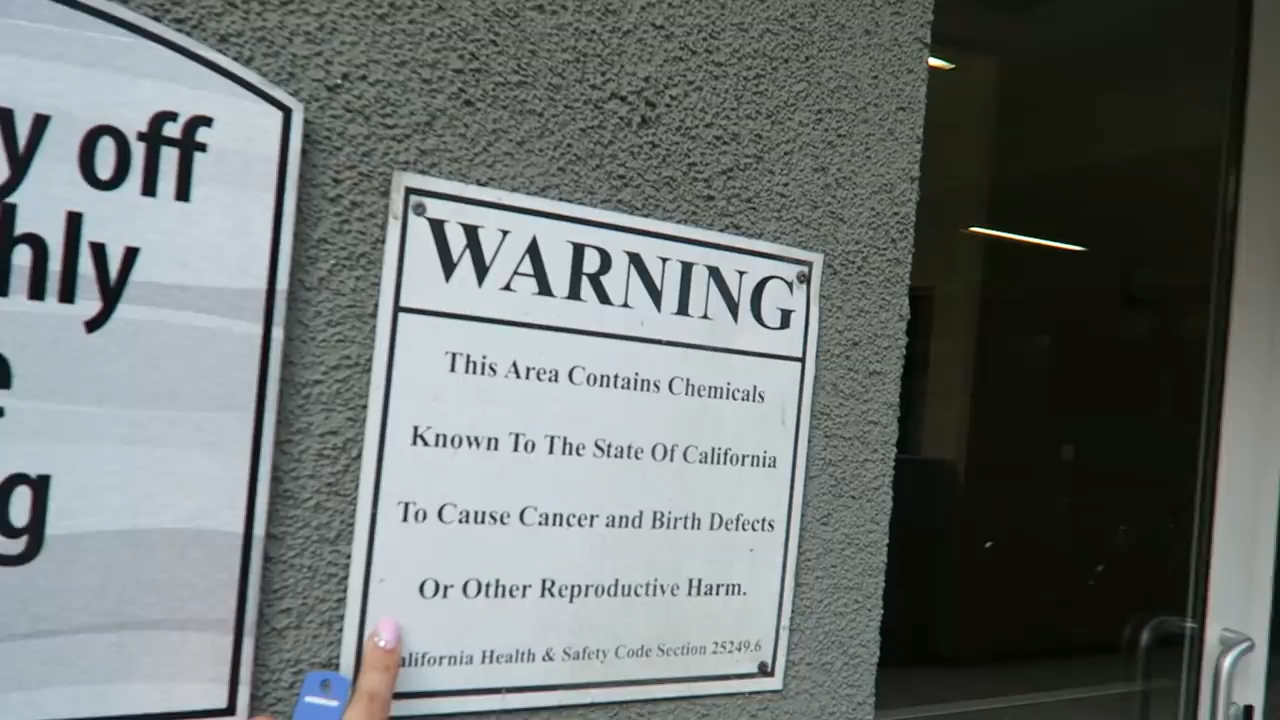 y off
hly
e
g
WARNING
This Area Contains Chemicals
Known To The State Of California
To Cause Cancer and Birth Defects
Or Other Reproductive Harm.
alifornia Health & Safety Code Section 25249.6